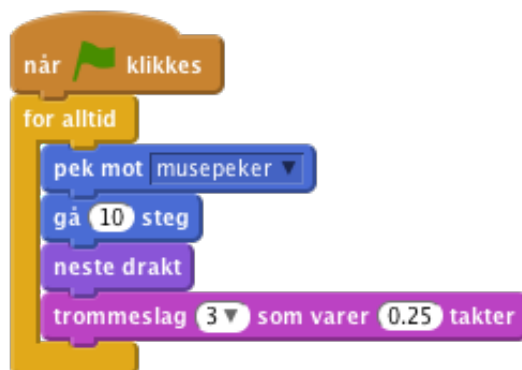 når klikkes
for alltid
pek mot musepeker
gå 10 steg
neste drakt
trommeslag 3 som varer 0.25 takter